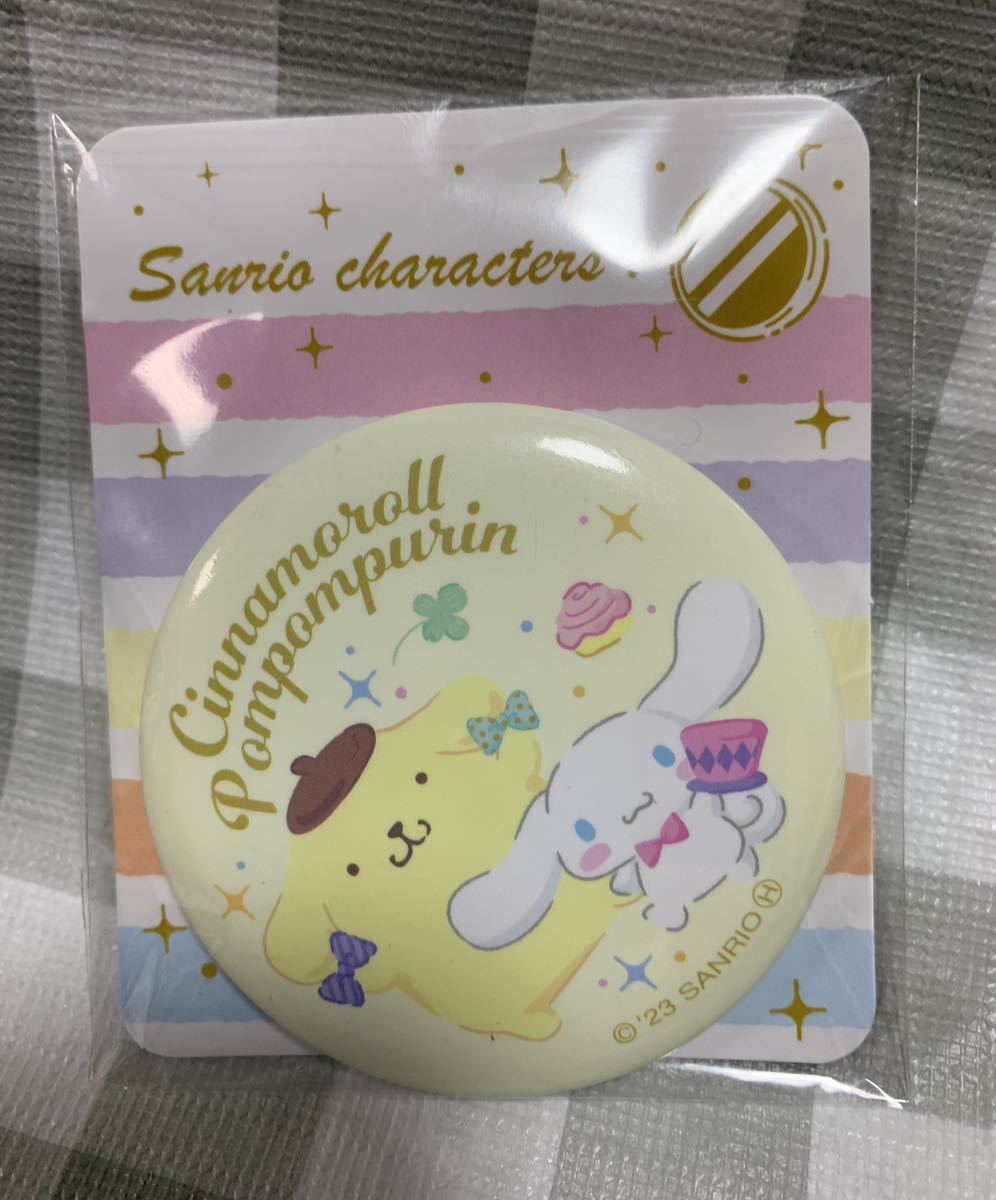 Sanrio characters
Cinnamoroll
Pompompurin
© '23 SANRIO Ⓗ